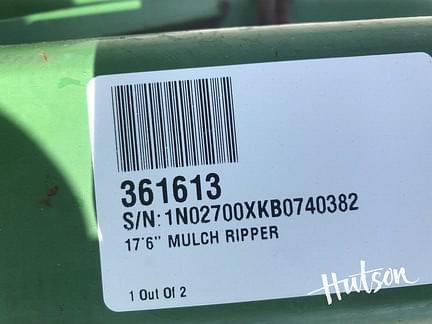 361613
S/N: 1N02700XKB0740382
17'6" MULCH RIPPER
1 Out Of 2
Hutson